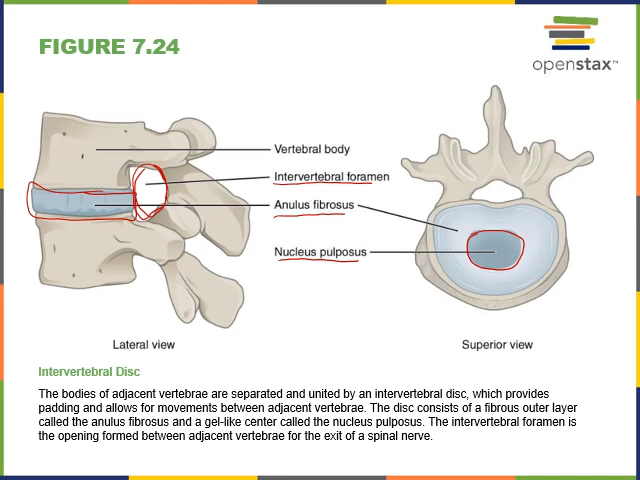 FIGURE 7.24
openstax™
Vertebral body
Intervertebral foramen
Anulus fibrosus
Nucleus pulposus
Lateral view
Superior view
Intervertebral Disc
The bodies of adjacent vertebrae are separated and united by an intervertebral disc, which provides
padding and allows for movements between adjacent vertebrae. The disc consists of a fibrous outer layer
called the anulus fibrosus and a gel-like center called the nucleus pulposus. The intervertebral foramen is
the opening formed between adjacent vertebrae for the exit of a spinal nerve.